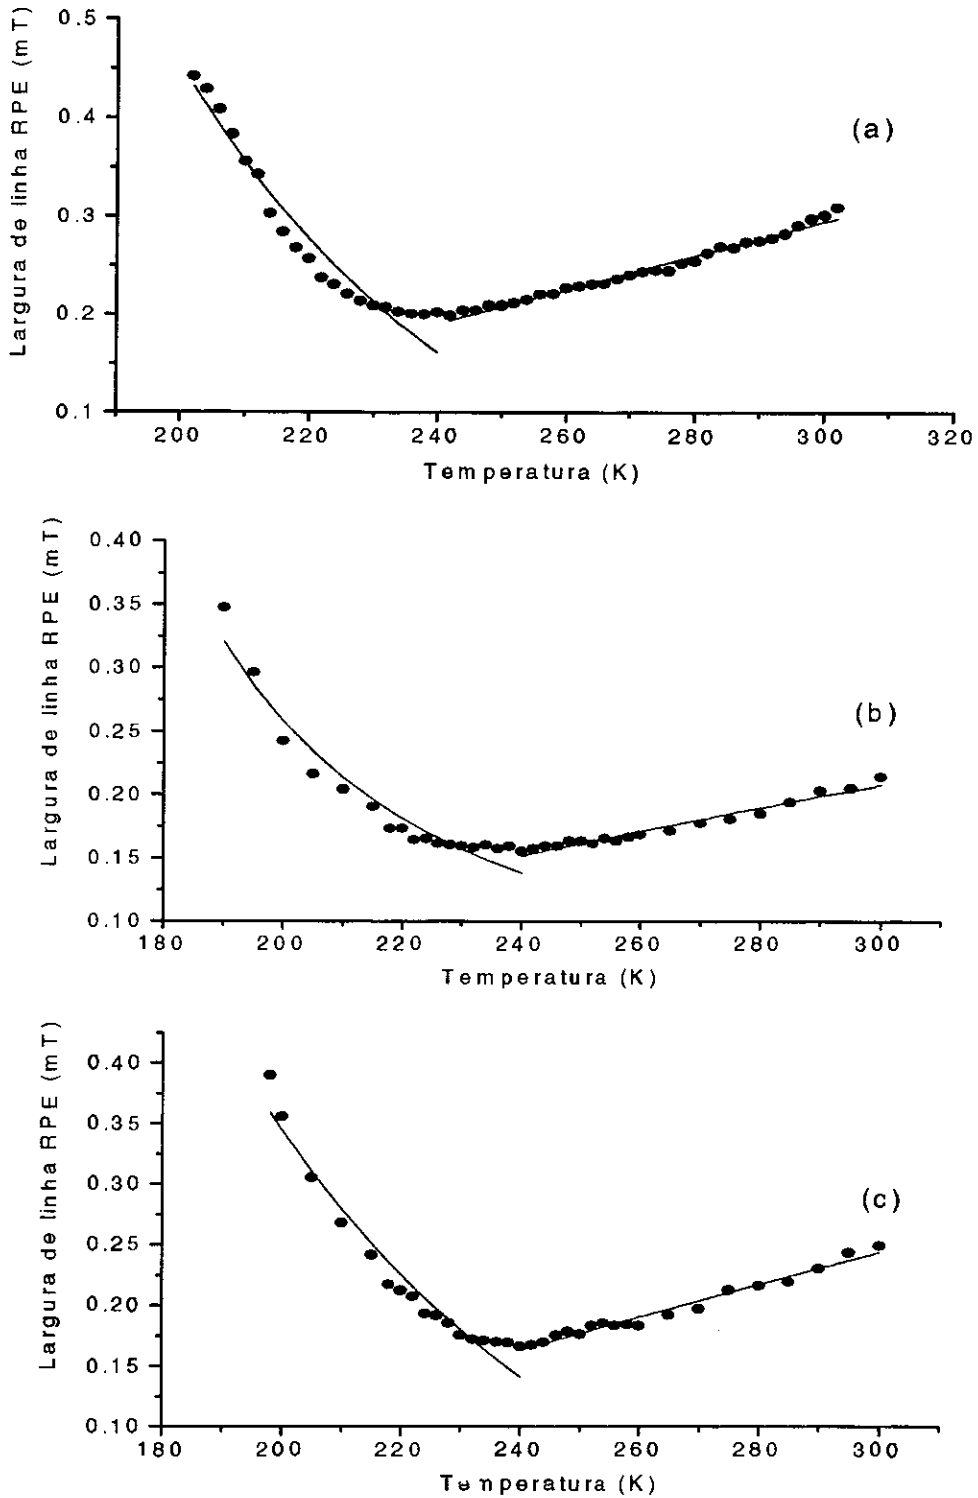 Largura de linha RPE (mT)
0.5
0.4
0.3
0.2
0.1
(a)
200 220 240 260 280 300 320
Temperatura (K)
Largura de linha RPE (mT)
0.40
0.35
0.30
0.25
0.20
0.15
0.10
(b)
180 200 220 240 260 280 300
Temperatura (K)
Largura de linha RPE (mT)
0.40
0.35
0.30
0.25
0.20
0.15
0.10
(c)
180 200 220 240 260 280 300
Temperatura (K)